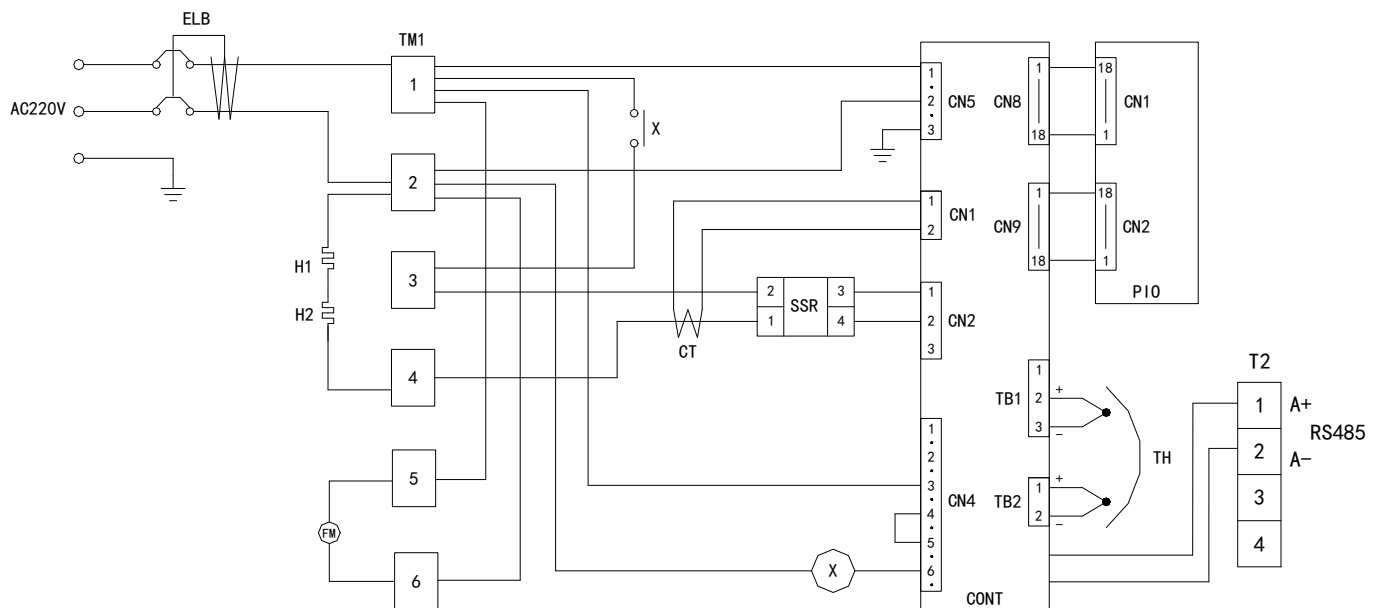 ELB
TM1
AC220V
1
2
3
4
5
6
H1
H2
FM
X
CT
2
3
1
4
SSR
X
1
2
3
CN5
1
2
CN1
1
2
3
CN2
1
2
3
4
5
6
CN4
CN8
1
18
CN9
1
18
18
1
CN1
18
1
CN2
PIO
TB1
1
2
3
+
-
TB2
1
2
+
-
TH
CONT
T2
1
2
3
4
A+
A-
RS485